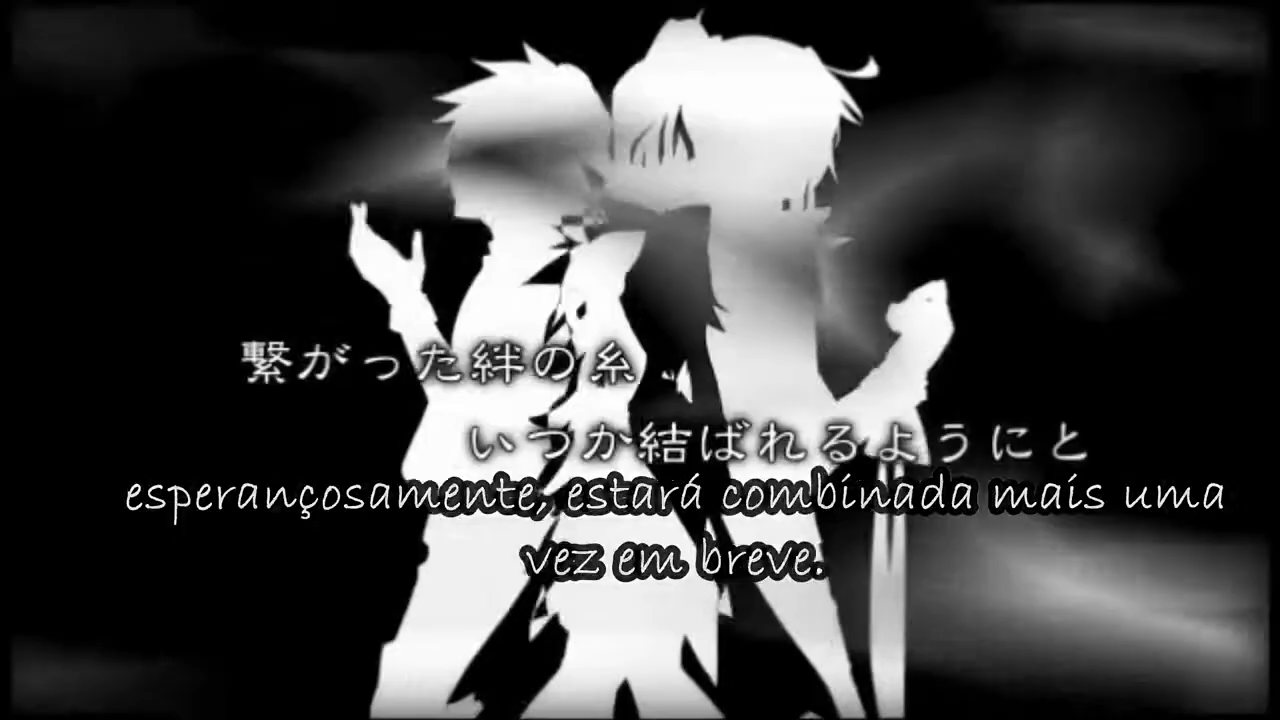 繋がった絆の糸
いつか結ばれるようにと
esperançosamente, estará combinada mais uma
vez em breve.